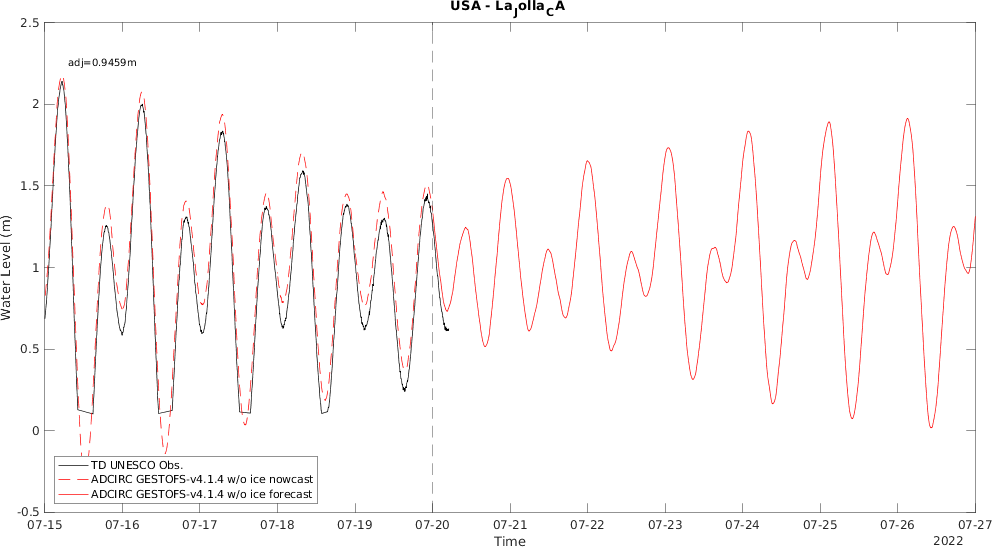 USA - LaJollaCA
adj=0.9459m
2.5
2
1.5
1
0.5
0
-0.5
Water Level (m)
TD UNESCO Obs.
ADCIRC GESTOFS-v4.1.4 w/o ice nowcast
ADCIRC GESTOFS-v4.1.4 w/o ice forecast
07-15 07-16 07-17 07-18 07-19 07-20 07-21 07-22 07-23 07-24 07-25 07-26 07-27
Time
2022